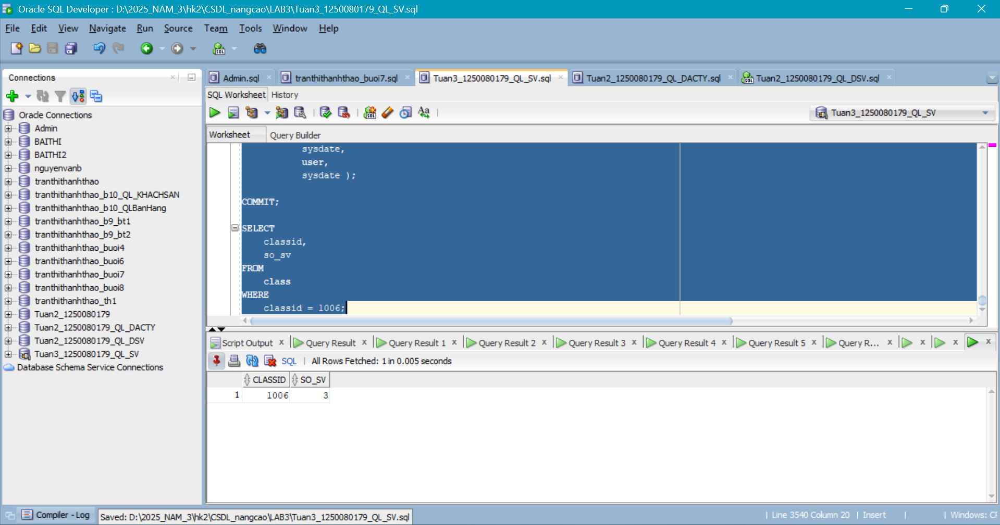 Oracle SQL Developer : D:\2025_NAM_3\hk2\CSDL_nangcao\LAB3\Tuan3_1250080179_QL_SV.sql
File Edit View Navigate Run Source Team Tools Window Help
Connections
Oracle Connections
Admin
BAITHI
BAITHI2
nguyenvanb
tranthithanhthao
tranthithanhthao_b10_QL_KHACHSAN
tranthithanhthao_b10_QLBanHang
tranthithanhthao_b9_bt1
tranthithanhthao_b9_bt2
tranthithanhthao_buoi4
tranthithanhthao_buoi6
tranthithanhthao_buoi7
tranthithanhthao_buoi8
tranthithanhthao_th1
Tuan2_1250080179
Tuan2_1250080179_QL_DACTY
Tuan2_1250080179_QL_DSV
Tuan3_1250080179_QL_SV
Database Schema Service Connections
Admin.sql tranthithanhthao_buoi7.sql Tuan3_1250080179_QL_SV.sql Tuan2_1250080179_QL_DACTY.sql Tuan2_1250080179_QL_DSV.sql
SQL Worksheet History
Tuan3_1250080179_QL_SV
Worksheet Query Builder
sysdate,
user,
sysdate );
COMMIT;
SELECT
classid,
so_sv
FROM
class
WHERE
classid = 1006;
Script Output Query Result Query Result 1 Query Result 2 Query Result 3 Query Result 4 Query Result 5 Query R...
SQL All Rows Fetched: 1 in 0.005 seconds
CLASSID SO_SV
1 1006 3
Compiler - Log Saved: D:\2025_NAM_3\hk2\CSDL_nangcao\LAB3\Tuan3_1250080179_QL_SV.sql Line 3540 Column 20 Insert Windows: CF